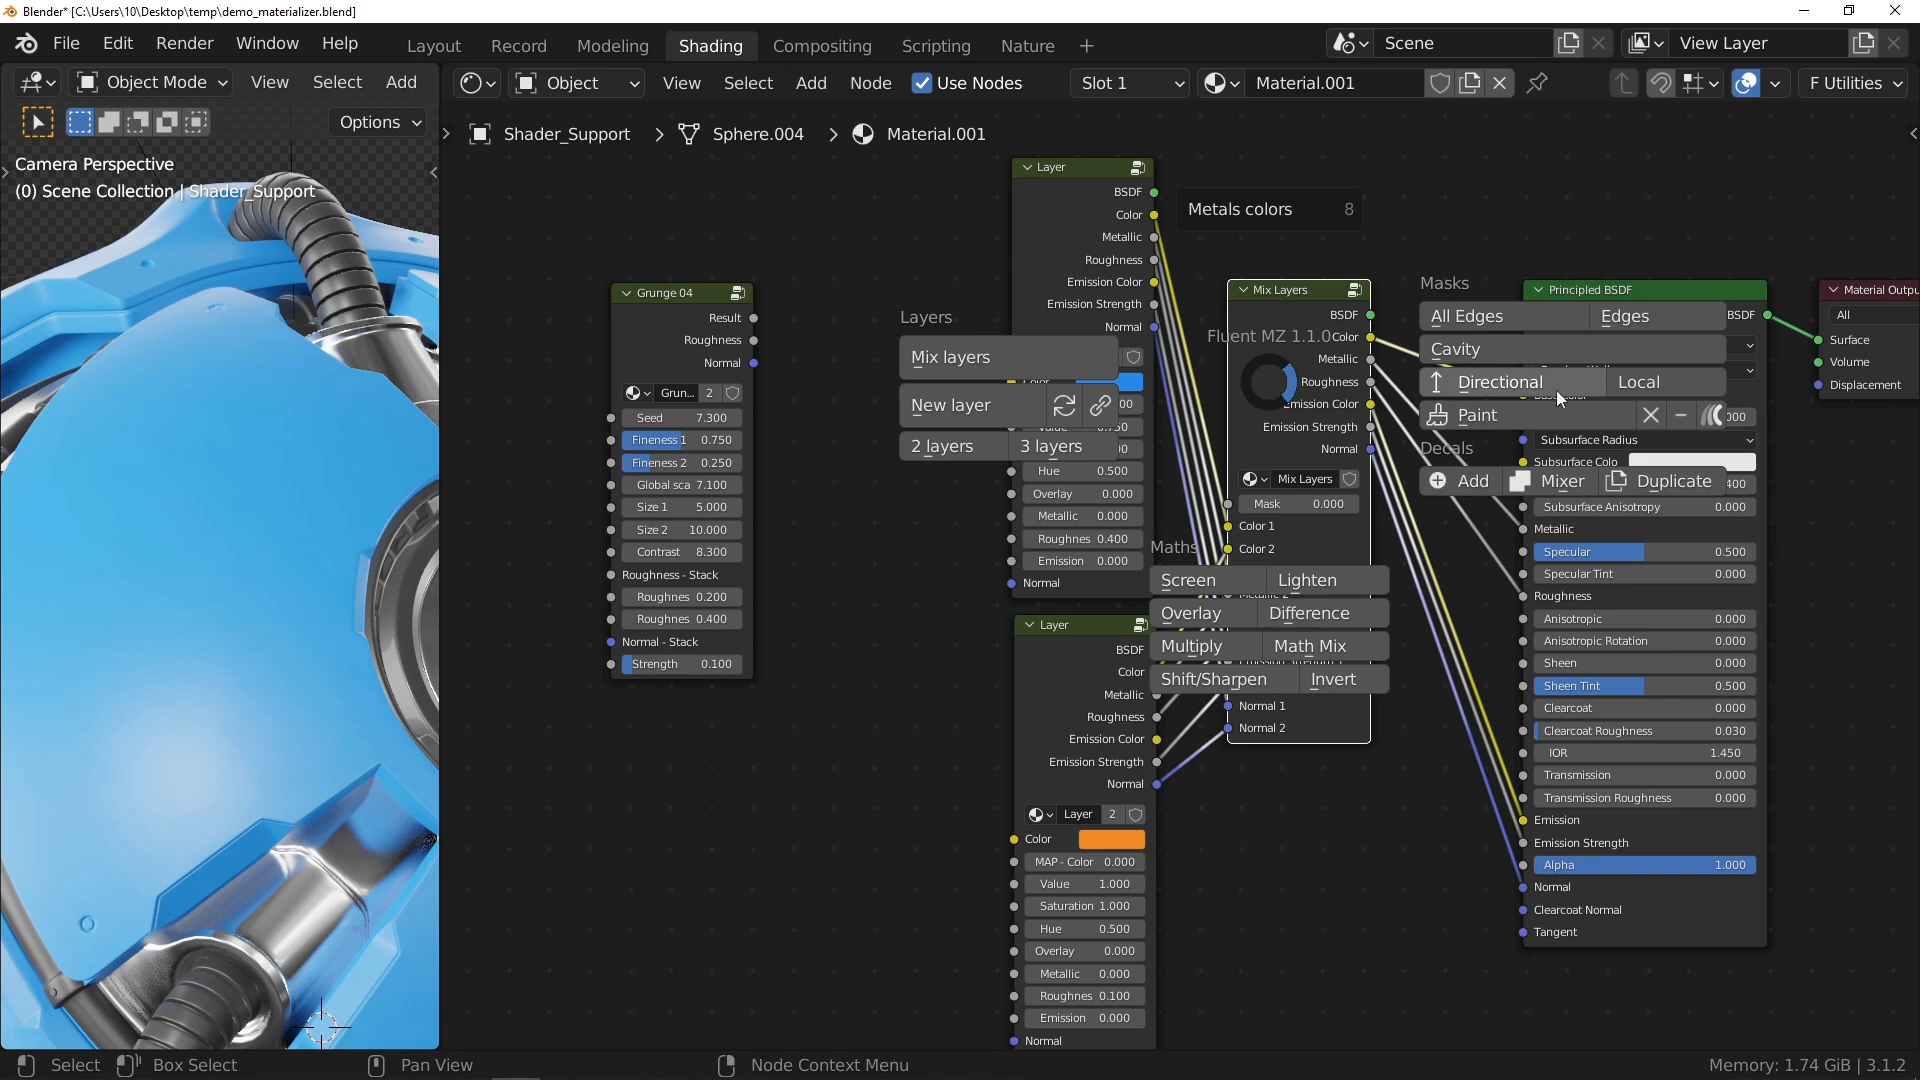 Blender* [C:\Users\10\Desktop\temp\demo_materializer.blend]
File Edit Render Window Help Layout Record Modeling Shading Compositing Scripting Nature + Scene View Layer
Object Mode View Select Add Object View Select Add Node Use Nodes Slot 1 Material.001 F Utilities
Options
Shader_Support > Sphere.004 > Material.001
Camera Perspective
(0) Scene Collection | Shader_Support
Grunge 04
Result
Roughness
Normal
Grun... 2
Seed 7.300
Fineness 1 0.750
Fineness 2 0.250
Global sca 7.100
Size 1 5.000
Size 2 10.000
Contrast 8.300
Roughness - Stack
Roughnes 0.200
Roughnes 0.400
Normal - Stack
Strength 0.100
Layers
Mix layers
New layer
2 layers 3 layers
Layer
BSDF
Color
Metallic
Roughness
Emission Color
Emission Strength
Normal
Hue 0.500
Overlay 0.000
Metallic 0.000
Roughnes 0.400
Emission 0.000
Normal
Layer
BSDF
Color
Metallic
Roughness
Emission Color
Emission Strength
Normal
Layer 2
Color
MAP - Color 0.000
Value 1.000
Saturation 1.000
Hue 0.500
Overlay 0.000
Metallic 0.000
Roughnes 0.100
Emission 0.000
Normal
Metals colors 8
Mix Layers
BSDF
Fluent MZ 1.1.0
Color
Metallic
Roughness
Emission Color
Emission Strength
Normal
Mix Layers
Mask 0.000
Color 1
Color 2
Maths
Screen Lighten
Overlay Difference
Multiply Math Mix
Shift/Sharpen Invert
Normal 1
Normal 2
Masks
All Edges Edges
Cavity
Directional Local
Paint
Decals
Add Mixer Duplicate
Principled BSDF
BSDF
Subsurface Radius
Subsurface Colo
Subsurface Anisotropy 0.000
Metallic
Specular 0.500
Specular Tint 0.000
Roughness
Anisotropic 0.000
Anisotropic Rotation 0.000
Sheen 0.000
Sheen Tint 0.500
Clearcoat 0.000
Clearcoat Roughness 0.030
IOR 1.450
Transmission 0.000
Transmission Roughness 0.000
Emission
Emission Strength
Alpha 1.000
Normal
Clearcoat Normal
Tangent
Material Outpu
All
Surface
Volume
Displacement
Select Box Select Pan View Node Context Menu Memory: 1.74 GiB | 3.1.2